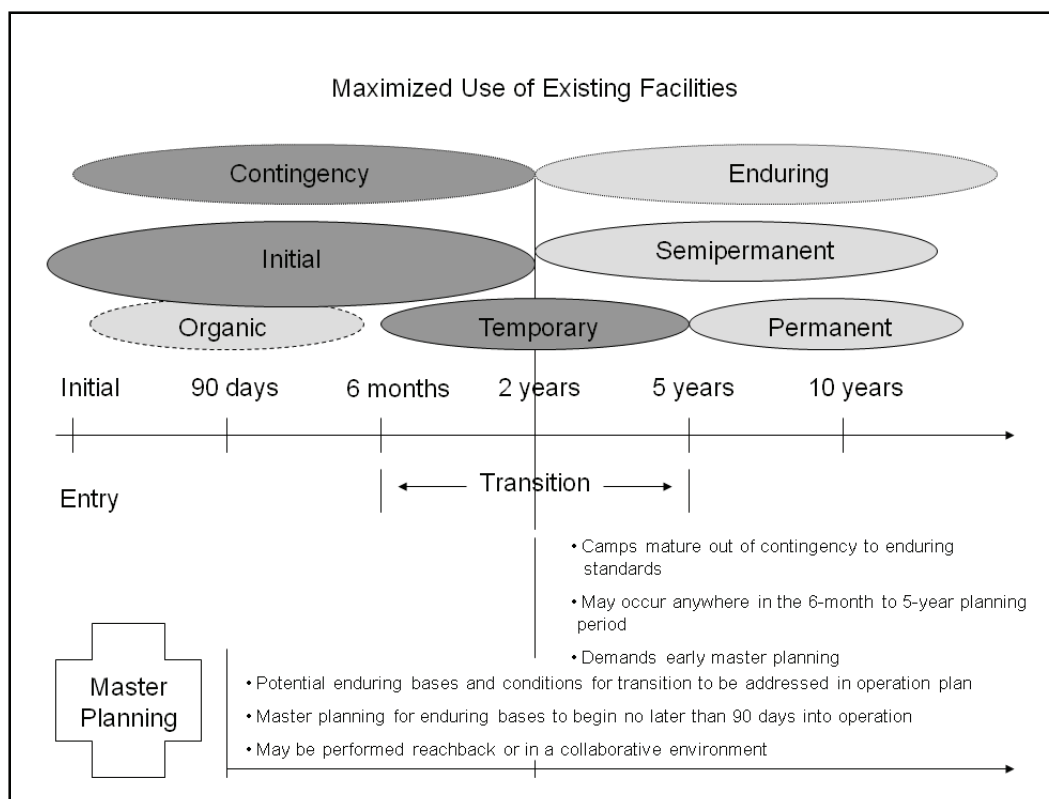 Maximized Use of Existing Facilities
Contingency
Enduring
Initial
Semipermanent
Organic
Temporary
Permanent
Initial
90 days
6 months
2 years
5 years
10 years
Entry
Transition
• Camps mature out of contingency to enduring
standards
• May occur anywhere in the 6-month to 5-year planning
period
• Demands early master planning
Master
Planning
• Potential enduring bases and conditions for transition to be addressed in operation plan
• Master planning for enduring bases to begin no later than 90 days into operation
• May be performed reachback or in a collaborative environment